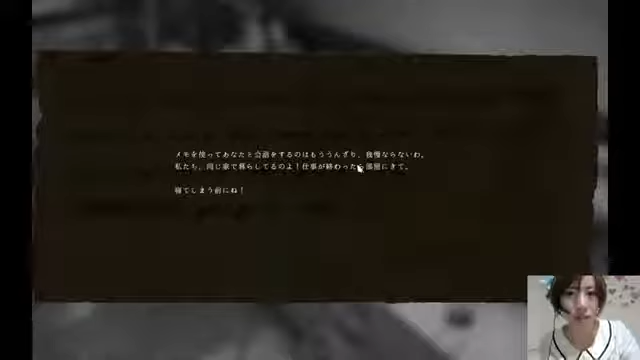 メモを使ってあなたと会話をするのはもううんざり、我慢ならないわ。
私たち、同じ家で暮らしてるのよ！仕事が終わったら部屋にきて。
寝てしまう前にね！